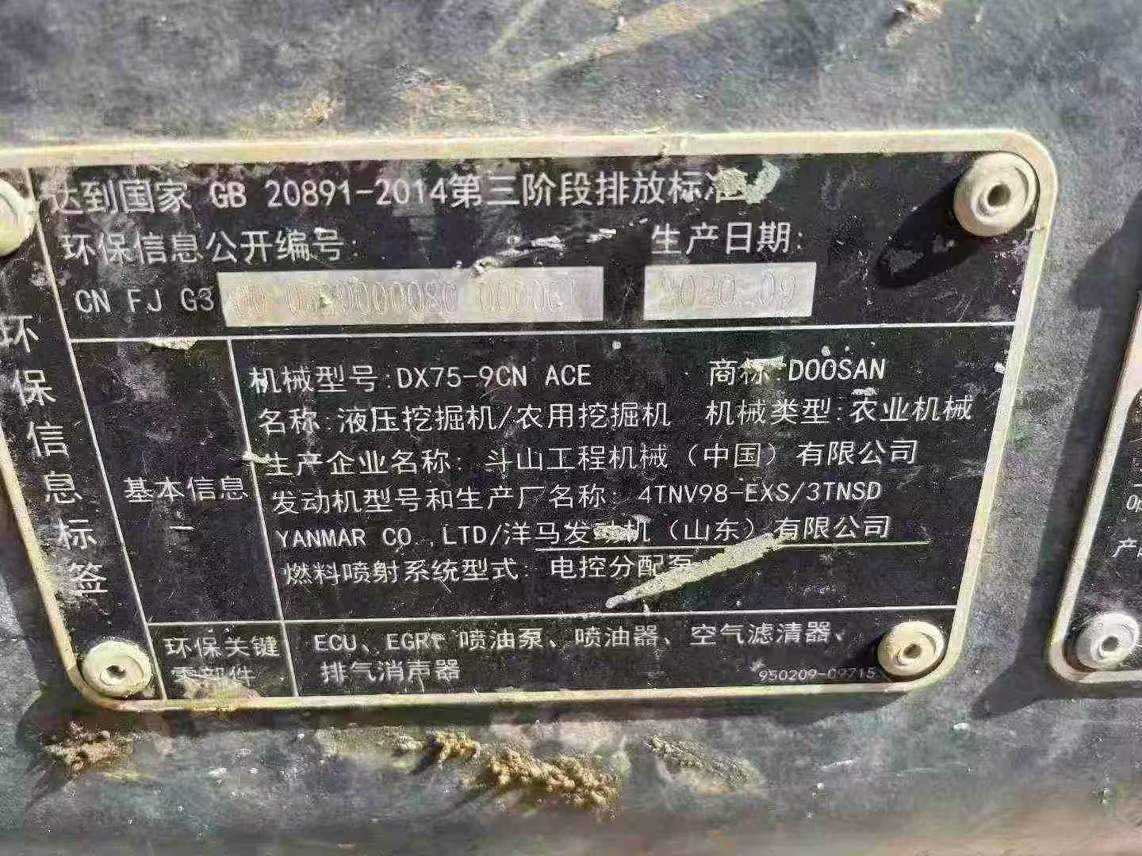 达到国家 GB 20891-2014第三阶段排放标准
环保信息公开编号:
生产日期:
CN FJ G3
2020.09
环保信息标签
基本信息
机械型号:DX75-9CN ACE 商标:DOOSAN
名称:液压挖掘机/农用挖掘机 机械类型:农业机械
生产企业名称: 斗山工程机械（中国）有限公司
发动机型号和生产厂名称: 4TNV98-EXS/3TNSD
YANMAR CO.,LTD/洋马发动机（山东）有限公司
燃料喷射系统型式: 电控分配泵
环保关键
零部件
ECU、EGR、喷油泵、喷油器、空气滤清器、
排气消声器
950209-09715